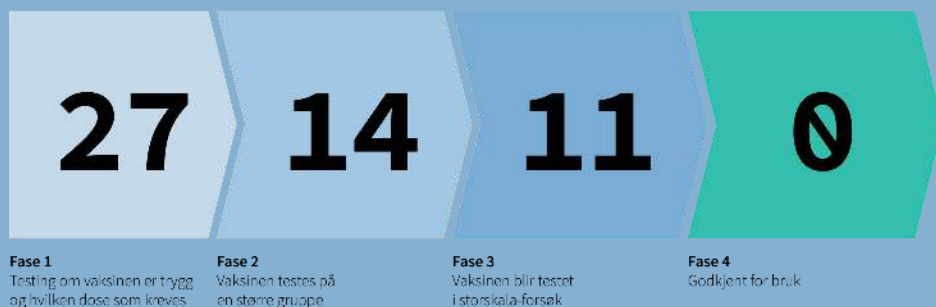 27
14
11
0
Fase 1
Testing om vaksinen er trygg
og hvilken dose som kreves
Fase 2
Vaksinen testes på
en større gruppe
Fase 3
Vaksinen blir testet
i storskala-forsøk
Fase 4
Godkjent for bruk